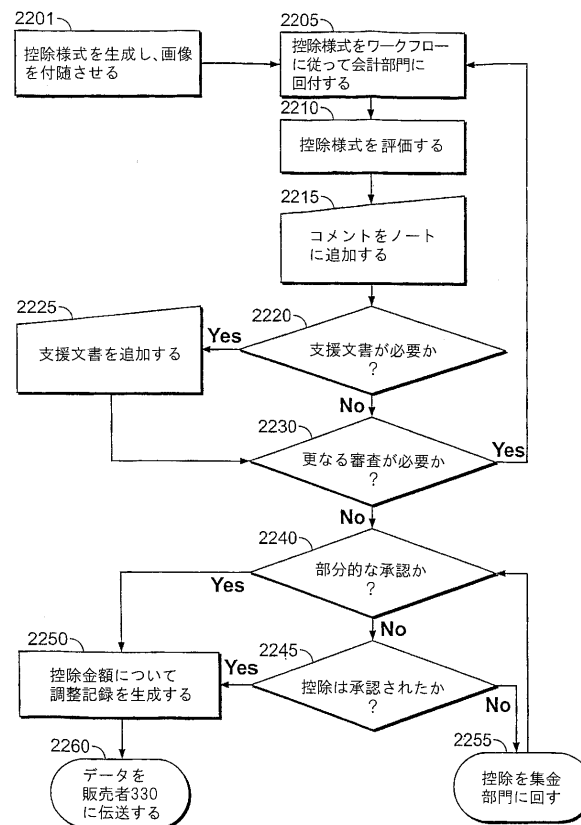 2201
控除様式を生成し、画像
を付随させる
2205
控除様式をワークフロー
に従って会計部門に
回付する
2210
控除様式を評価する
2215
コメントをノート
に追加する
2225
支援文書を追加する
2220
支援文書が必要か
?
Yes
No
2230
更なる審査が必要か
?
Yes
No
2240
部分的な承認か
?
Yes
No
2250
控除金額について
調整記録を生成する
2245
控除は承認されたか
?
Yes
No
2260
データを
販売者330
に伝送する
2255
控除を集金
部門に回す